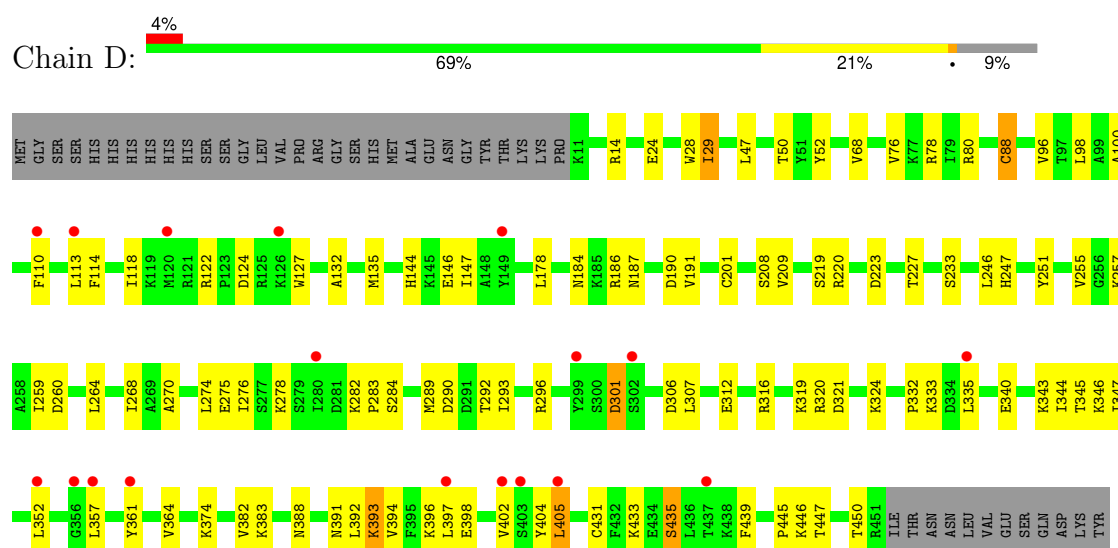 4%
Chain D:
69% 21% • 9%
MET GLY SER SER HIS HIS HIS HIS HIS HIS SER SER GLY LEU VAL PRO ARG GLY SER HIS MET ALA GLU ASN GLY TYR THR LYS LYS PRO K11 R14 E24 W28 I29 L47 T50 Y51 Y52 V68 V76 K77 R78 I79 R80 C88 V96 T97 L98 A99 A100
F110 L113 F114 I118 K119 M120 R121 R122 P123 D124 R125 K126 W127 A132 M135 H144 K145 E146 I147 A148 Y149 L178 N184 K185 R186 N187 D190 V191 C201 S208 V209 S219 R220 D223 T227 S233 L246 H247 Y251 V255 G256 K257
A258 I259 D260 L264 I268 A269 A270 L274 E275 I276 S277 K278 S279 I280 D281 K282 P283 S284 M289 D290 D291 T292 I293 R296 Y299 S300 D301 S302 D306 L307 E312 R316 K319 R320 D321 K324 P332 K333 D334 L335 E340 K343 I344 T345 K346 I347
L352 G356 L357 Y361 V364 K374 V382 K383 N388 N391 L392 K393 V394 F395 K396 L397 E398 V402 S403 Y404 L405 C431 F432 K433 E434 S435 L436 T437 K438 F439 P445 K446 T447 T450 R451 ILE THR ASN ASN LEU VAL GLU SER GLN ASP LYS TYR